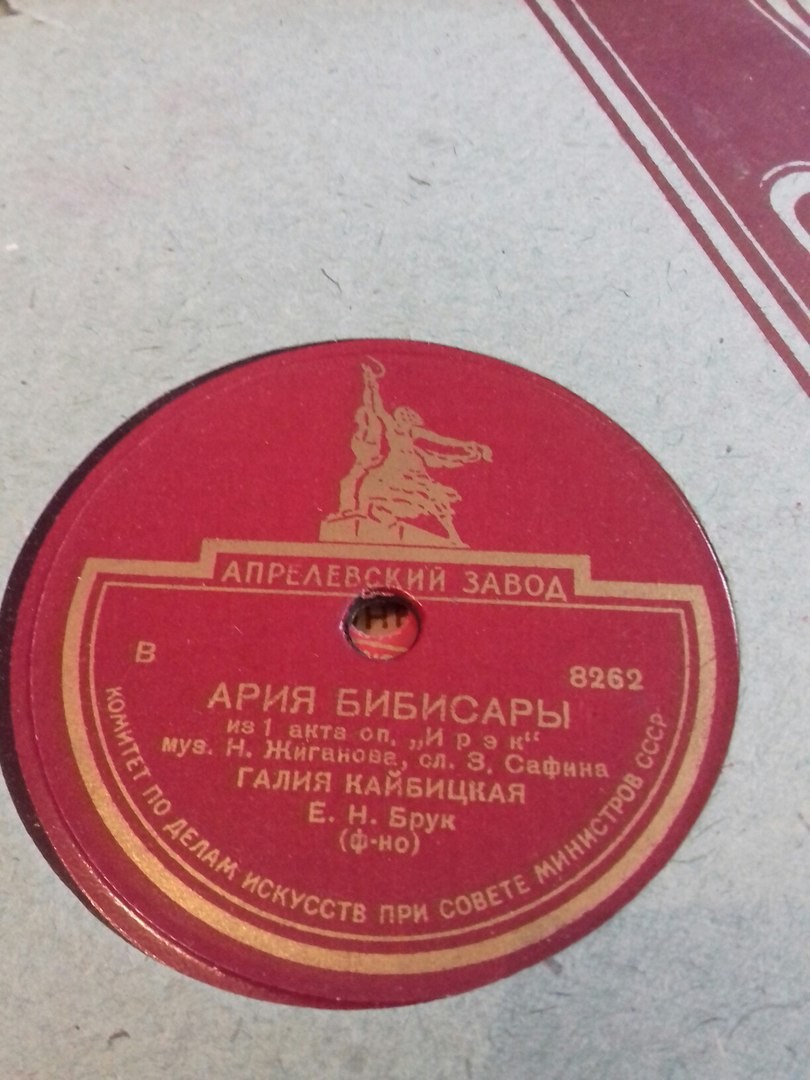 АПРЕЛЕВСКИЙ ЗАВОД
В
8262
АРИЯ БИБИСАРЫ
из 1 акта оп. „Ирэк“
муз. Н. Жиганова, сл. З. Сафина
ГАЛИЯ КАЙБИЦКАЯ
Е. Н. Брук
(ф-но)
КОМИТЕТ ПО ДЕЛАМ ИСКУССТВ ПРИ СОВЕТЕ МИНИСТРОВ СССР